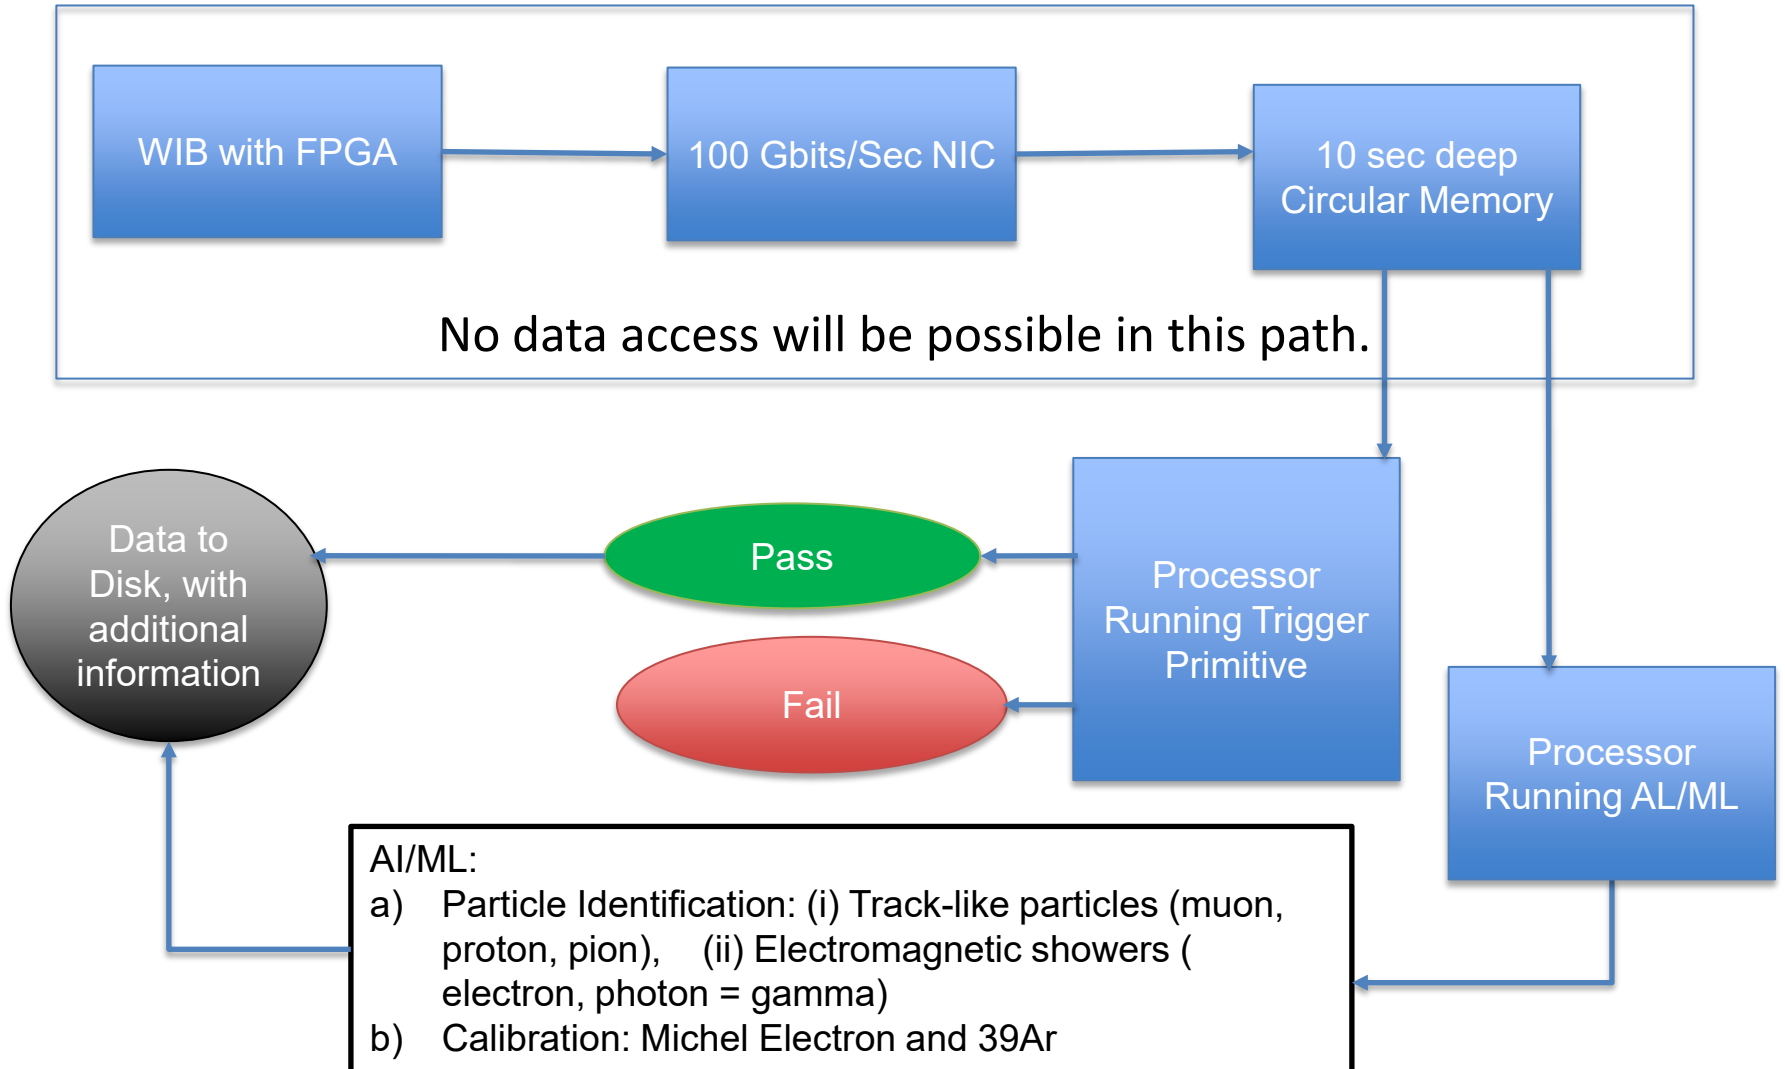 WIB with FPGA
100 Gbits/Sec NIC
10 sec deep
Circular Memory
No data access will be possible in this path.
Data to
Disk, with
additional
information
Pass
Fail
Processor
Running Trigger
Primitive
Processor
Running AL/ML
AI/ML:
a) Particle Identification: (i) Track-like particles (muon,
proton, pion), (ii) Electromagnetic showers (
electron, photon = gamma)
b) Calibration: Michel Electron and 39Ar